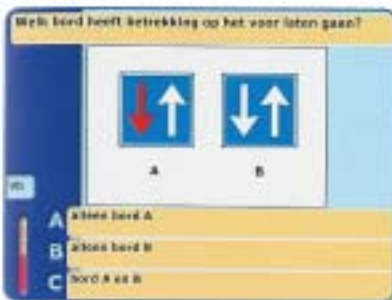 Welk bord heeft betrekking op het voor laten gaan?
A
B
A alleen bord A
B alleen bord B
C bord A en B